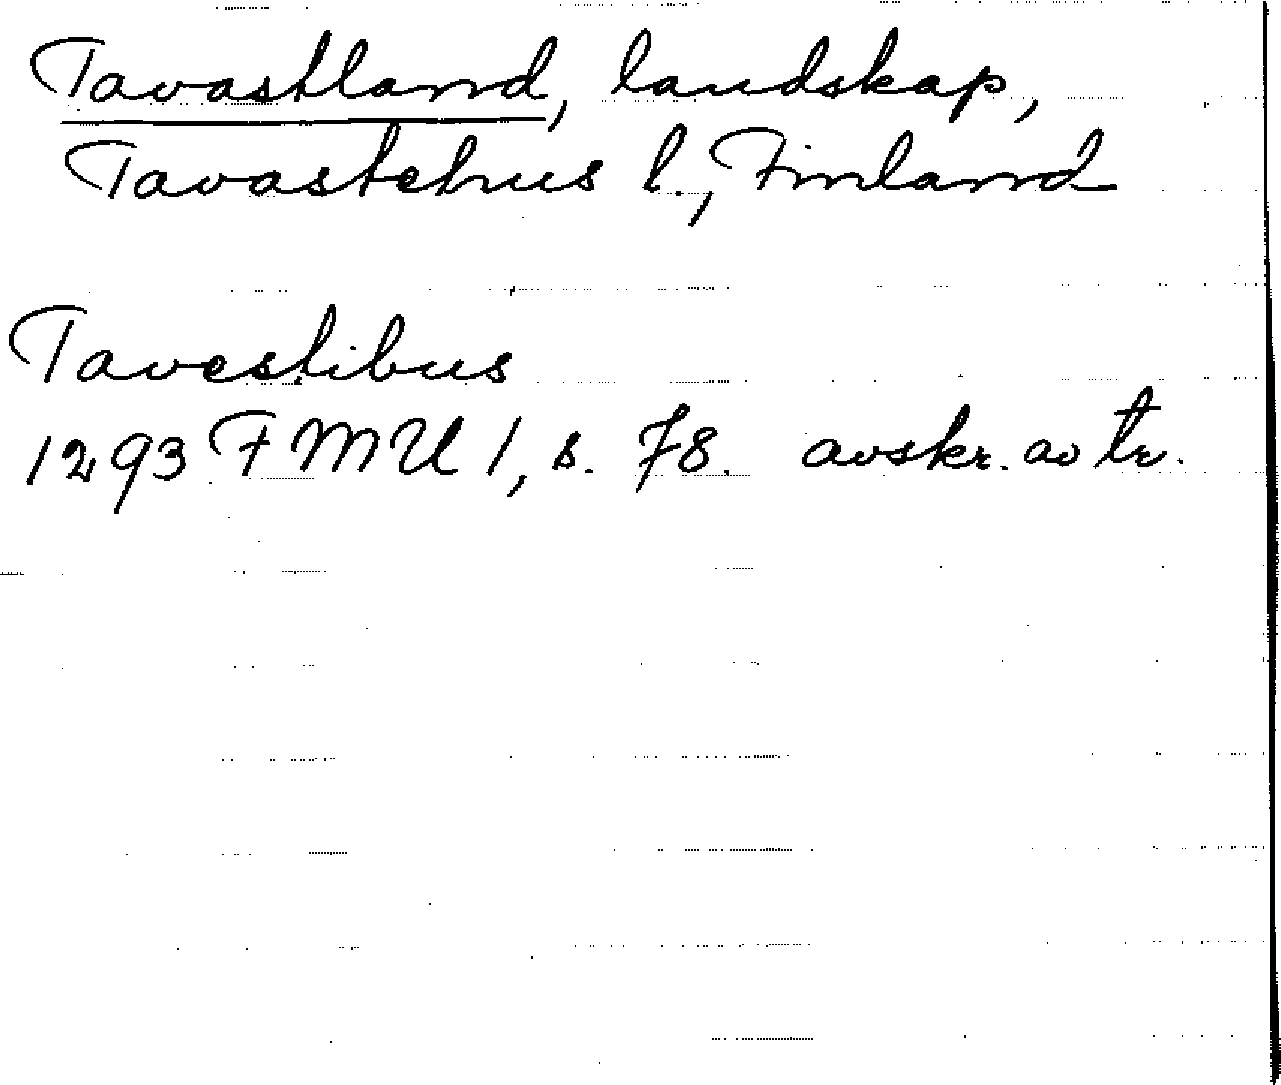 Tavastland, landskap,
Tavastehus l., Finland
Tavestibus
1293 FMU 1, s. 78. avskr. av tr.